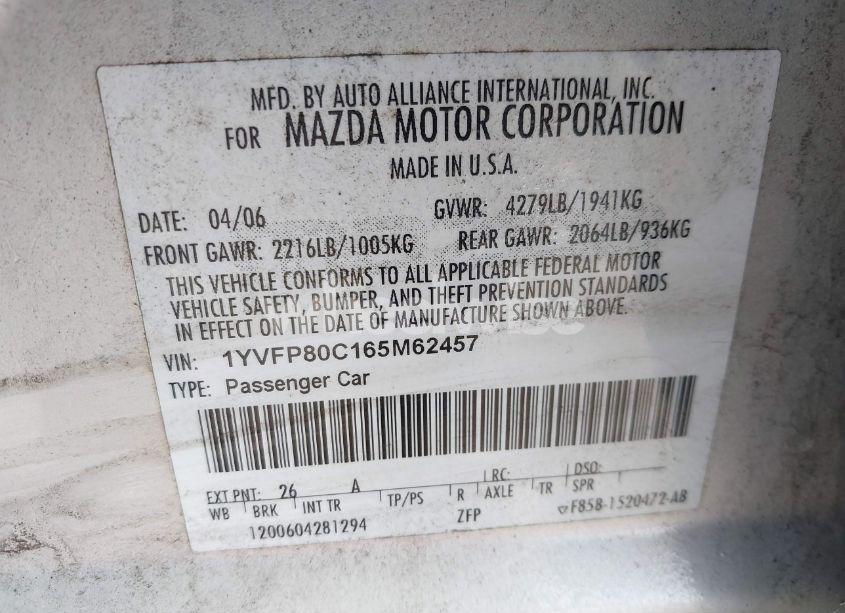 MFD. BY AUTO ALLIANCE INTERNATIONAL, INC.
FOR MAZDA MOTOR CORPORATION
MADE IN U.S.A.
DATE: 04/06 GVWR: 4279LB/1941KG
FRONT GAWR: 2216LB/1005KG REAR GAWR: 2064LB/936KG
THIS VEHICLE CONFORMS TO ALL APPLICABLE FEDERAL MOTOR
VEHICLE SAFETY, BUMPER, AND THEFT PREVENTION STANDARDS
IN EFFECT ON THE DATE OF MANUFACTURE SHOWN ABOVE.
VIN: 1YVFP80C165M62457
TYPE: Passenger Car
EXT PNT: 26 A RC: DSO:
WB BRK INT TR TP/PS R AXLE TR SPR
1200604281294 ZFP F85B-1520472-AB